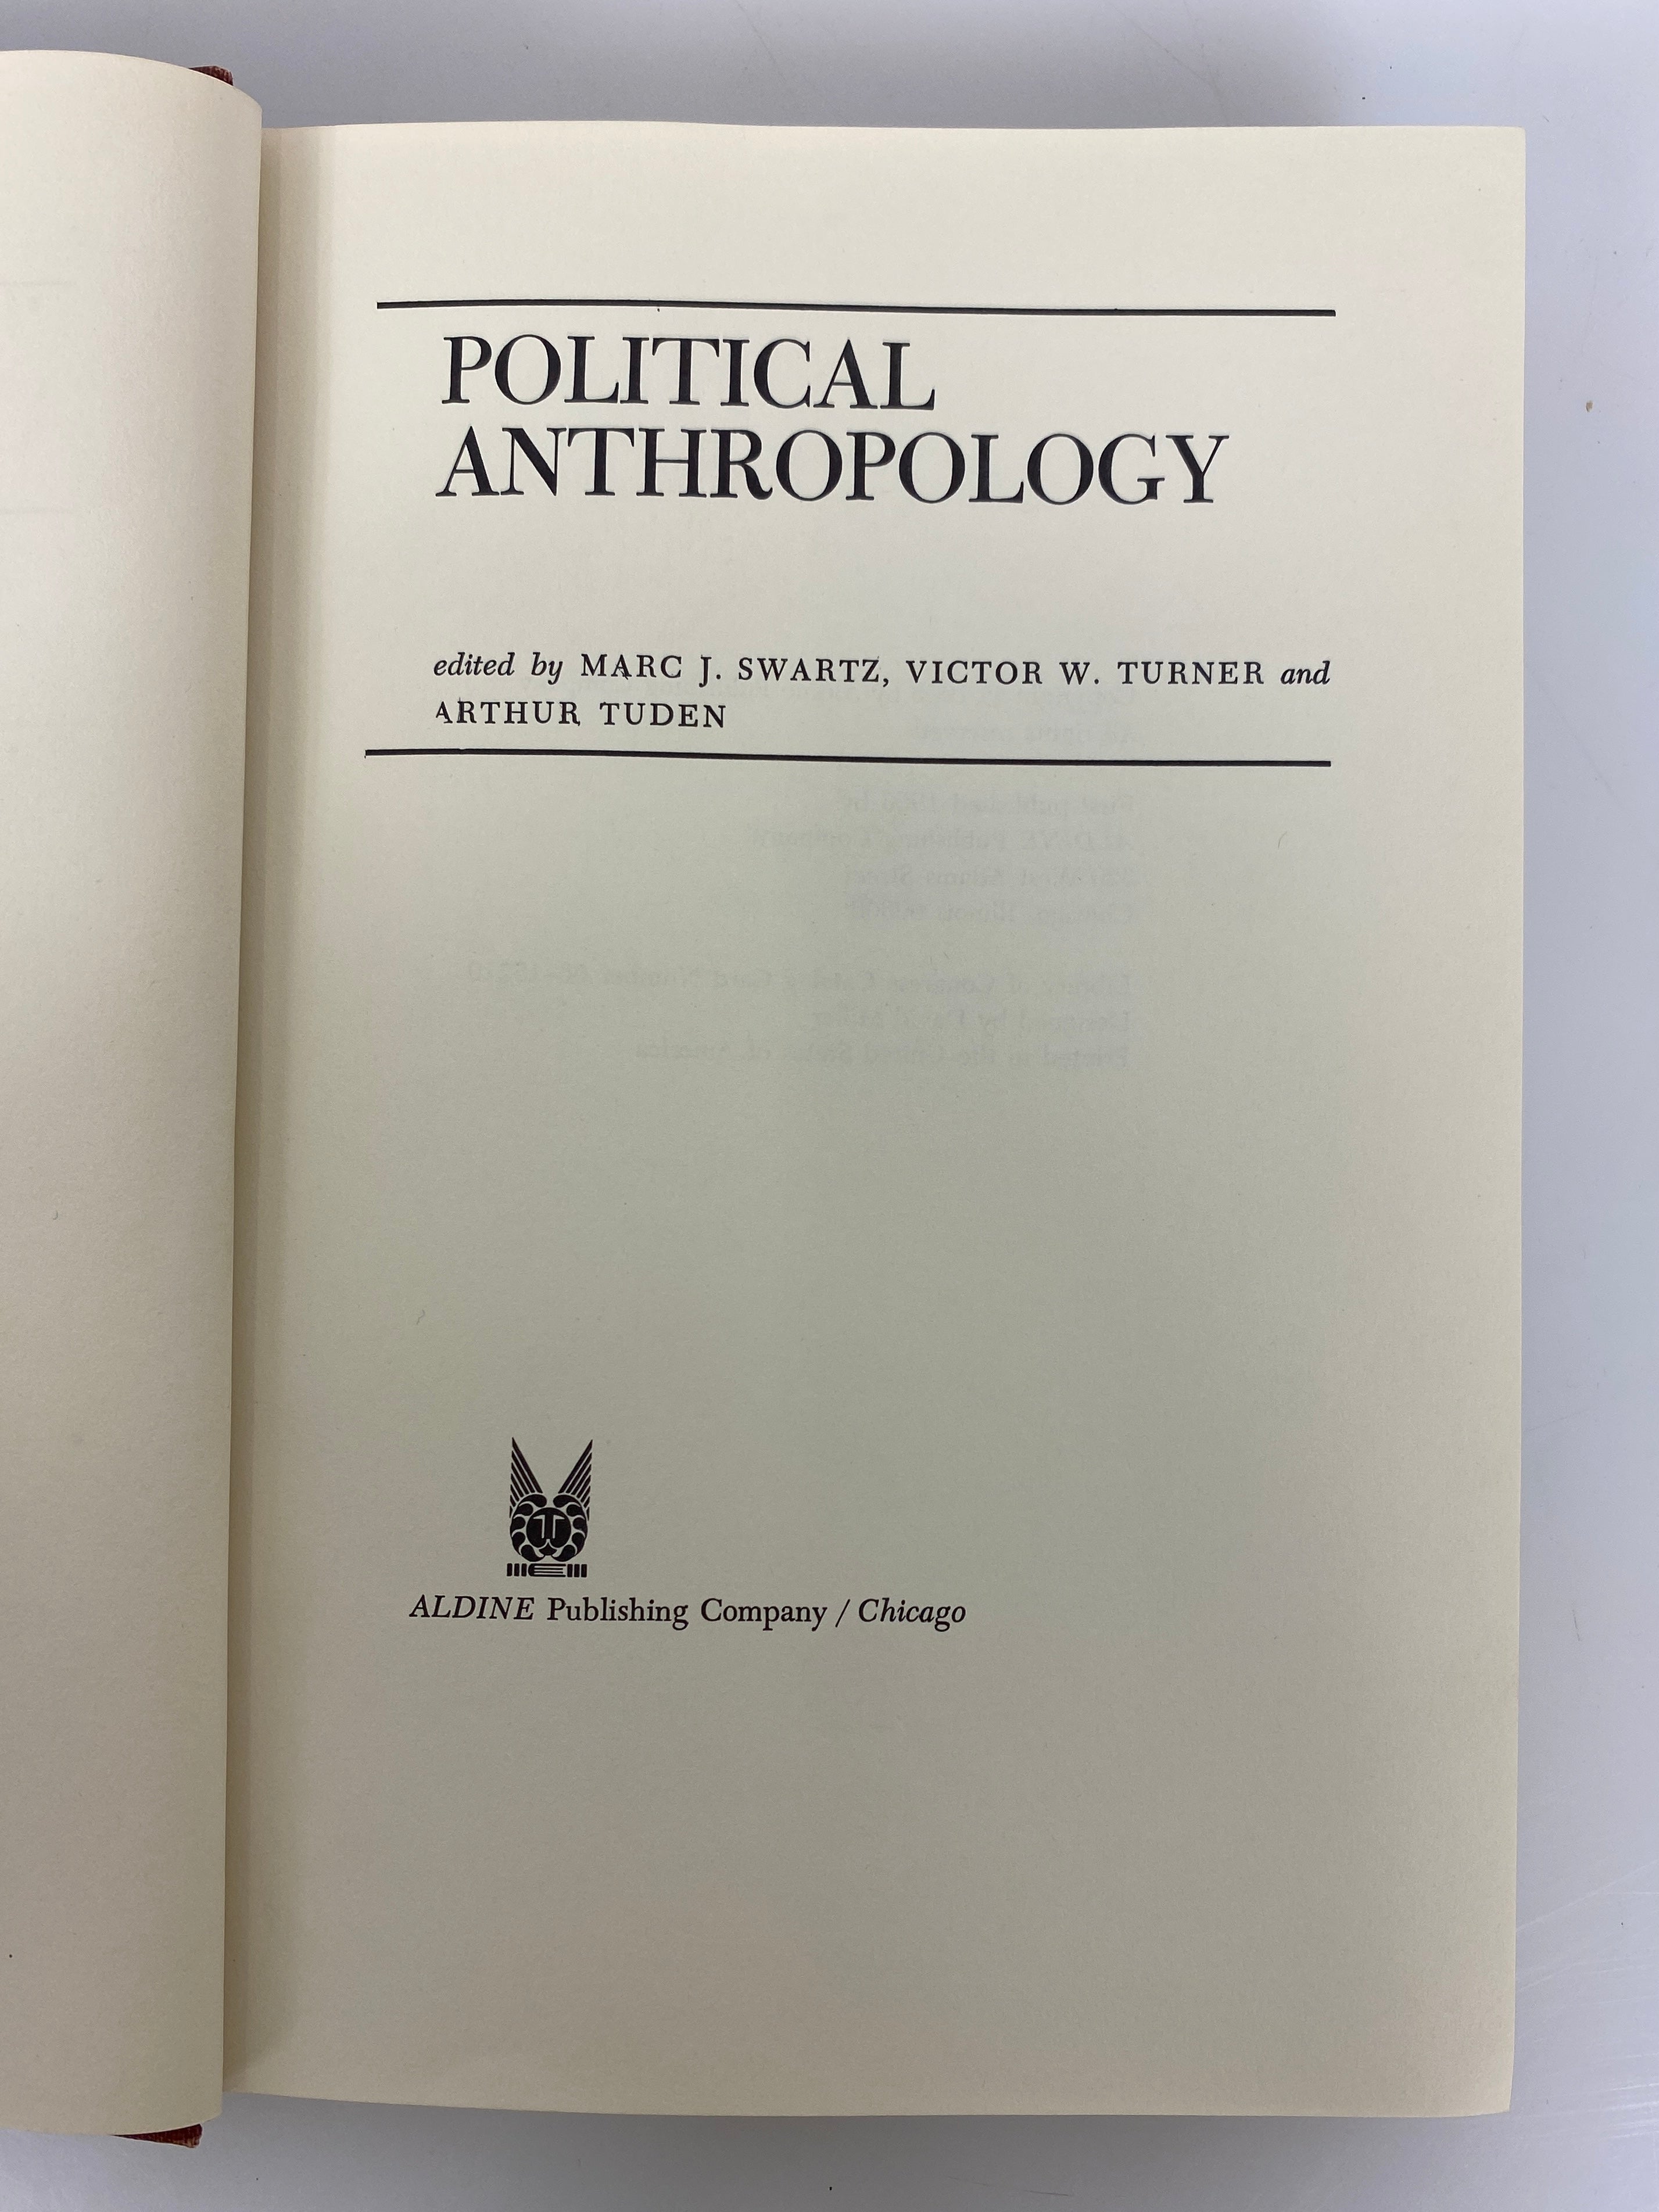 POLITICAL
ANTHROPOLOGY
edited by MARC J. SWARTZ, VICTOR W. TURNER and
ARTHUR TUDEN
ALDINE Publishing Company / Chicago